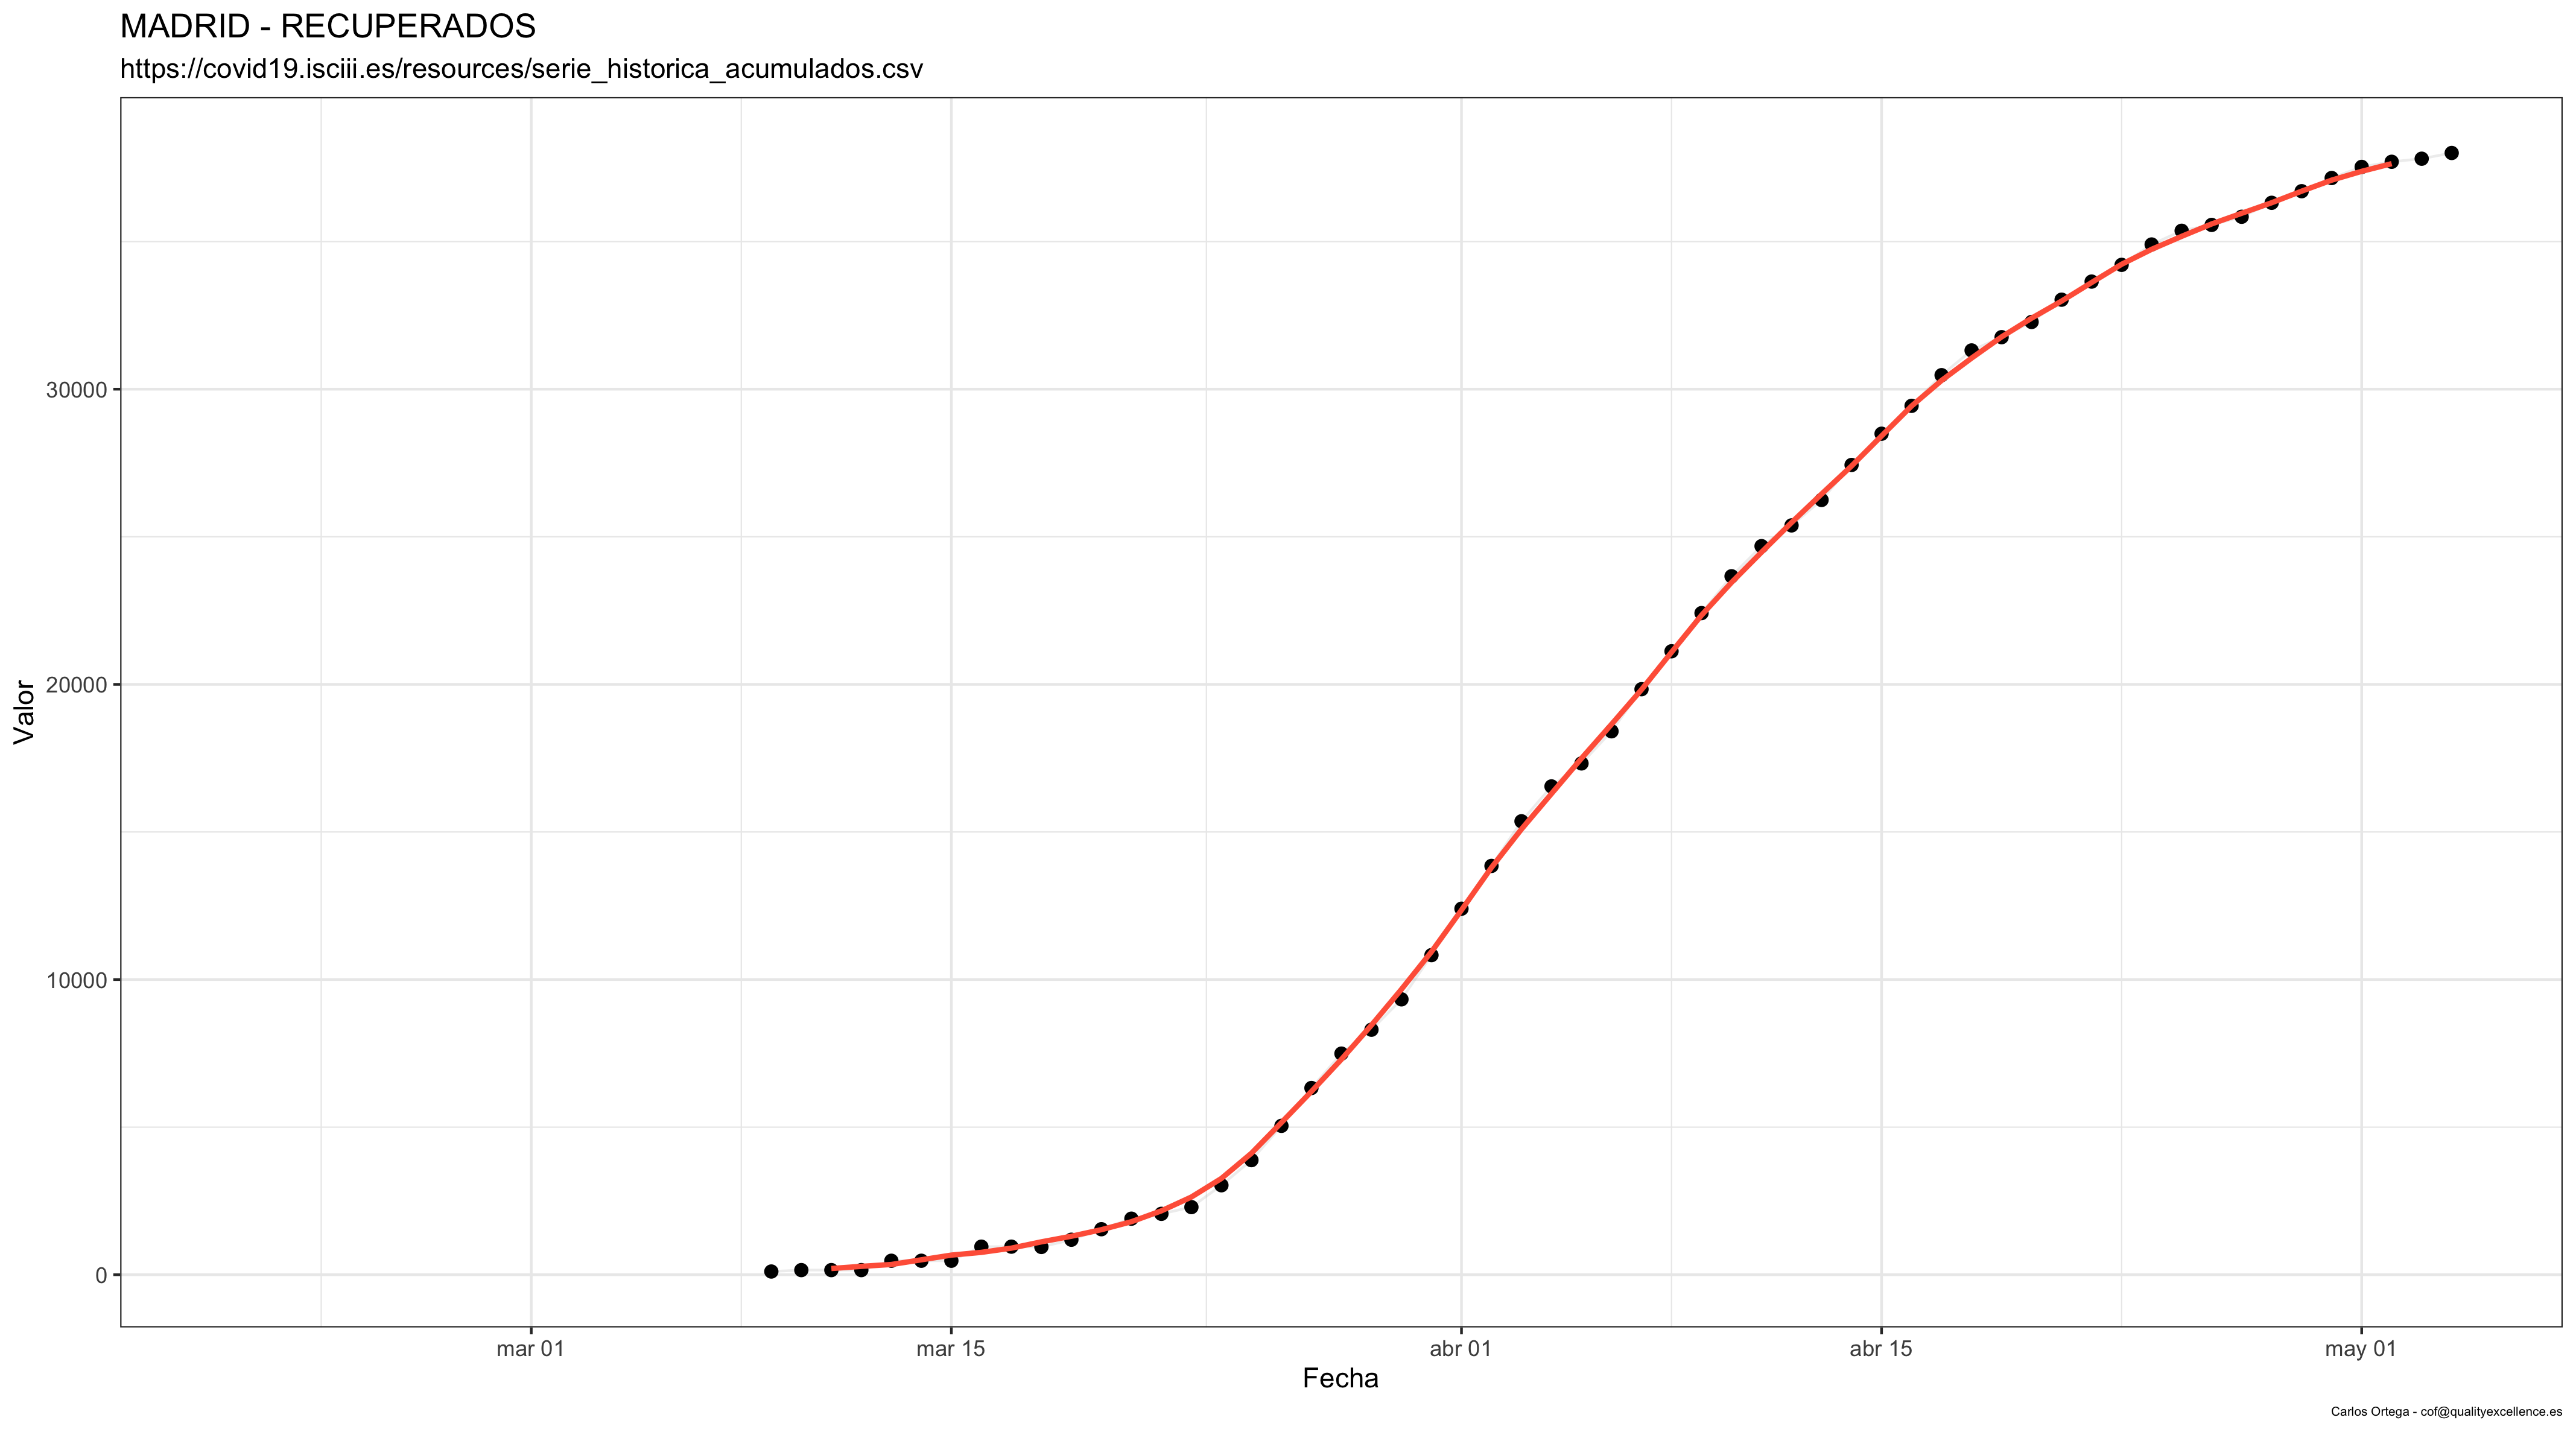 MADRID - RECUPERADOS
https://covid19.isciii.es/resources/serie_historica_acumulados.csv
Valor
30000
20000
10000
0
mar 01
mar 15
abr 01
abr 15
may 01
Fecha
Carlos Ortega - cof@qualityexcellence.es